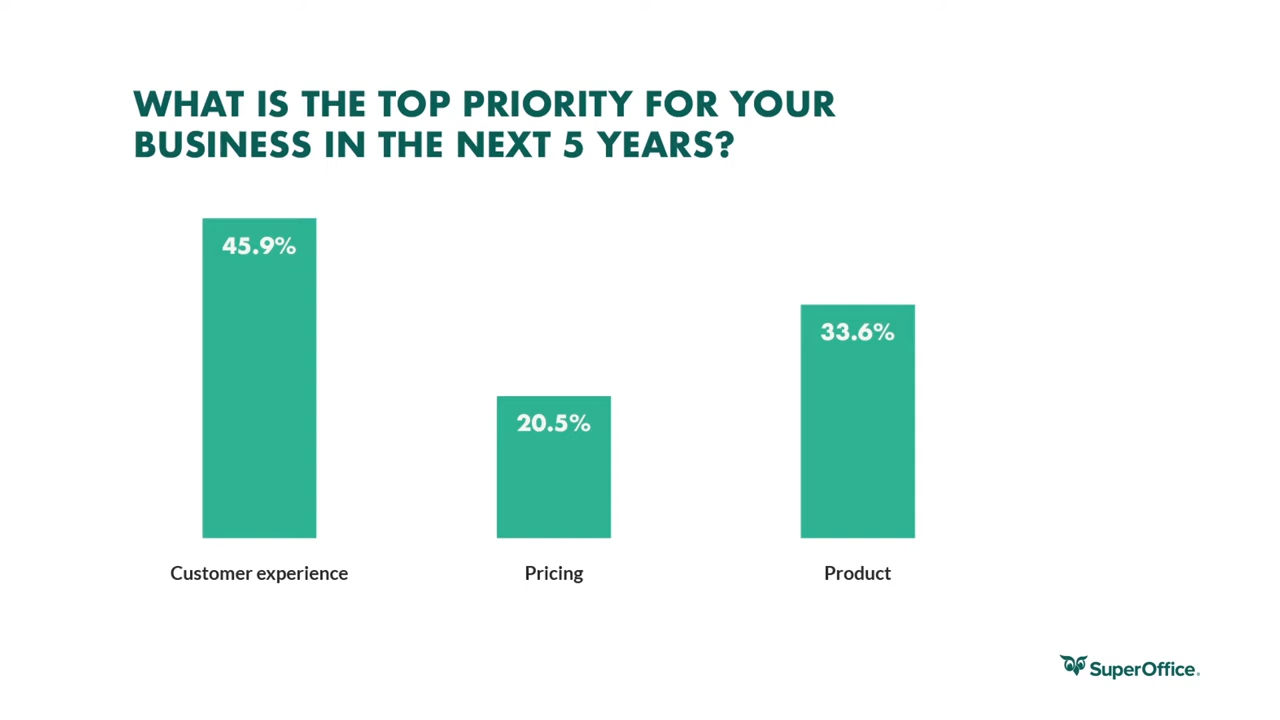 WHAT IS THE TOP PRIORITY FOR YOUR
BUSINESS IN THE NEXT 5 YEARS?
45.9%
20.5%
33.6%
Customer experience
Pricing
Product
SuperOffice.